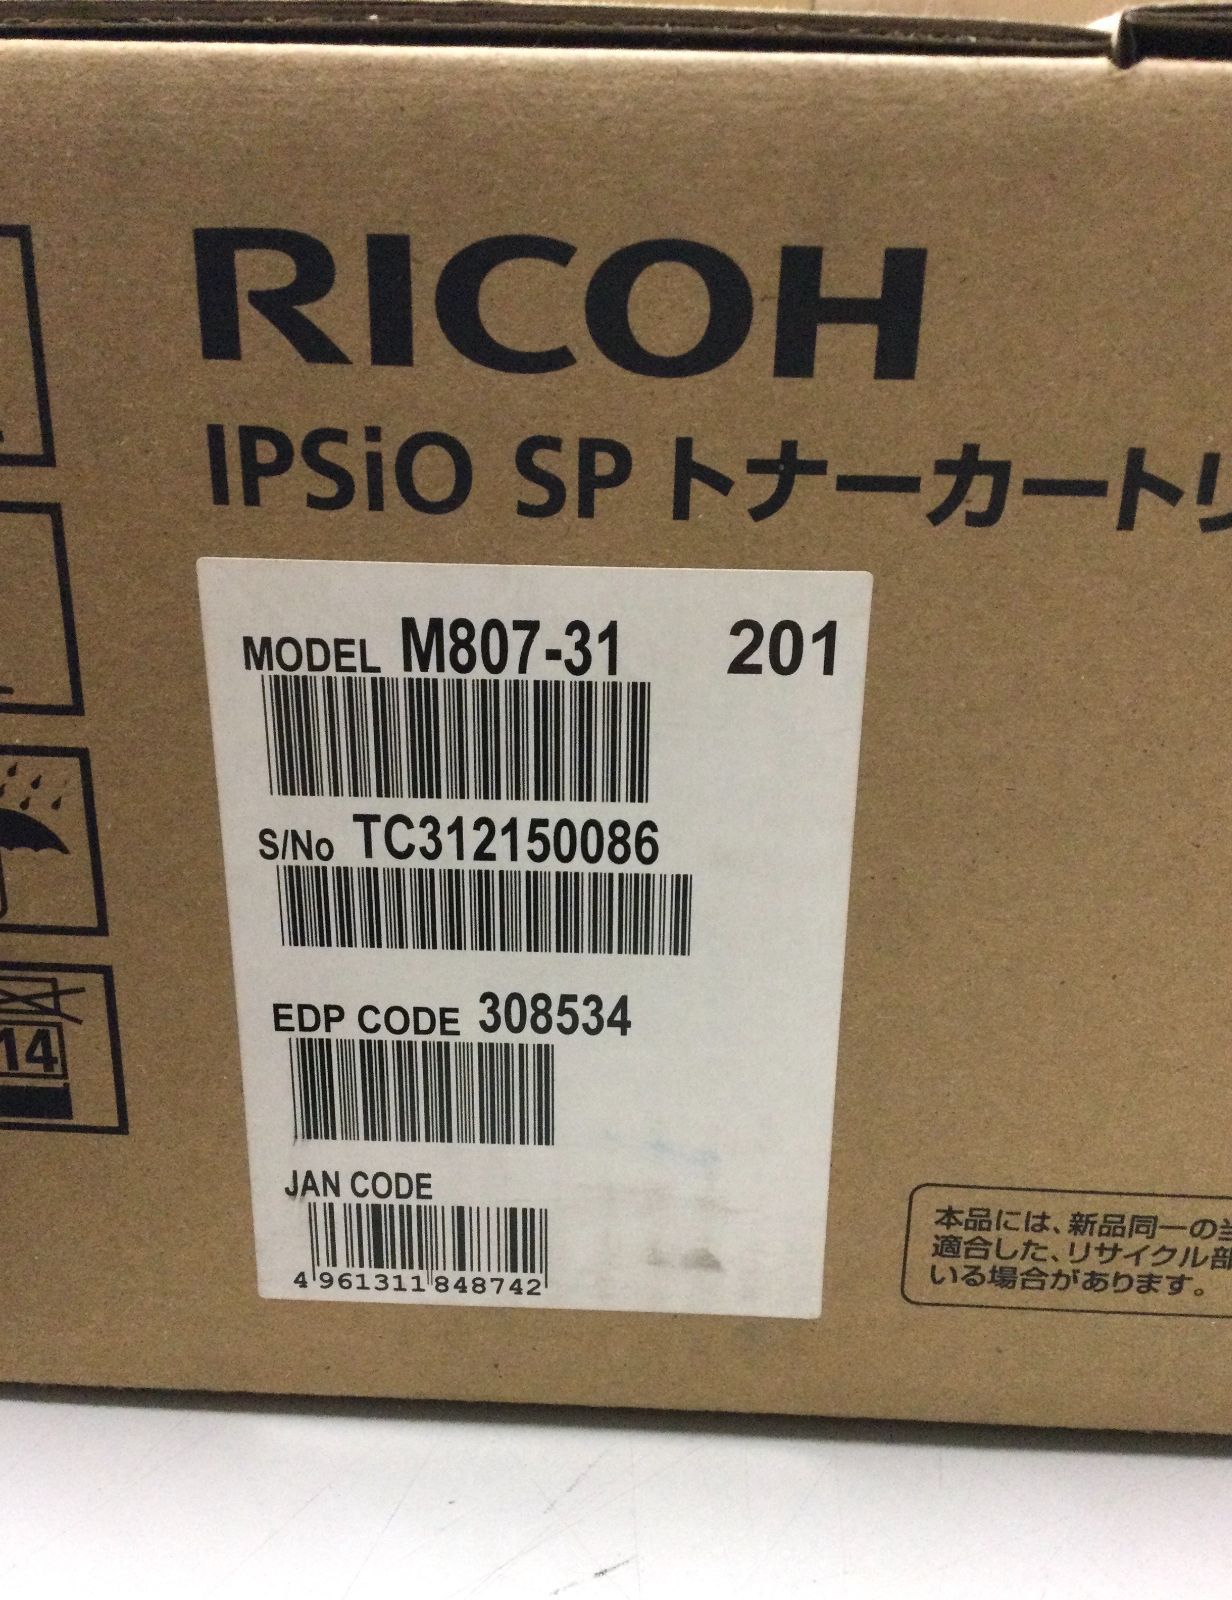 RICOH
IPSiO SP トナーカートリ
MODEL M807-31 201
S/No TC312150086
EDP CODE 308534
JAN CODE
4 961311 848742
14
本品には、新品同一の当
適合した、リサイクル部
いる場合があります。